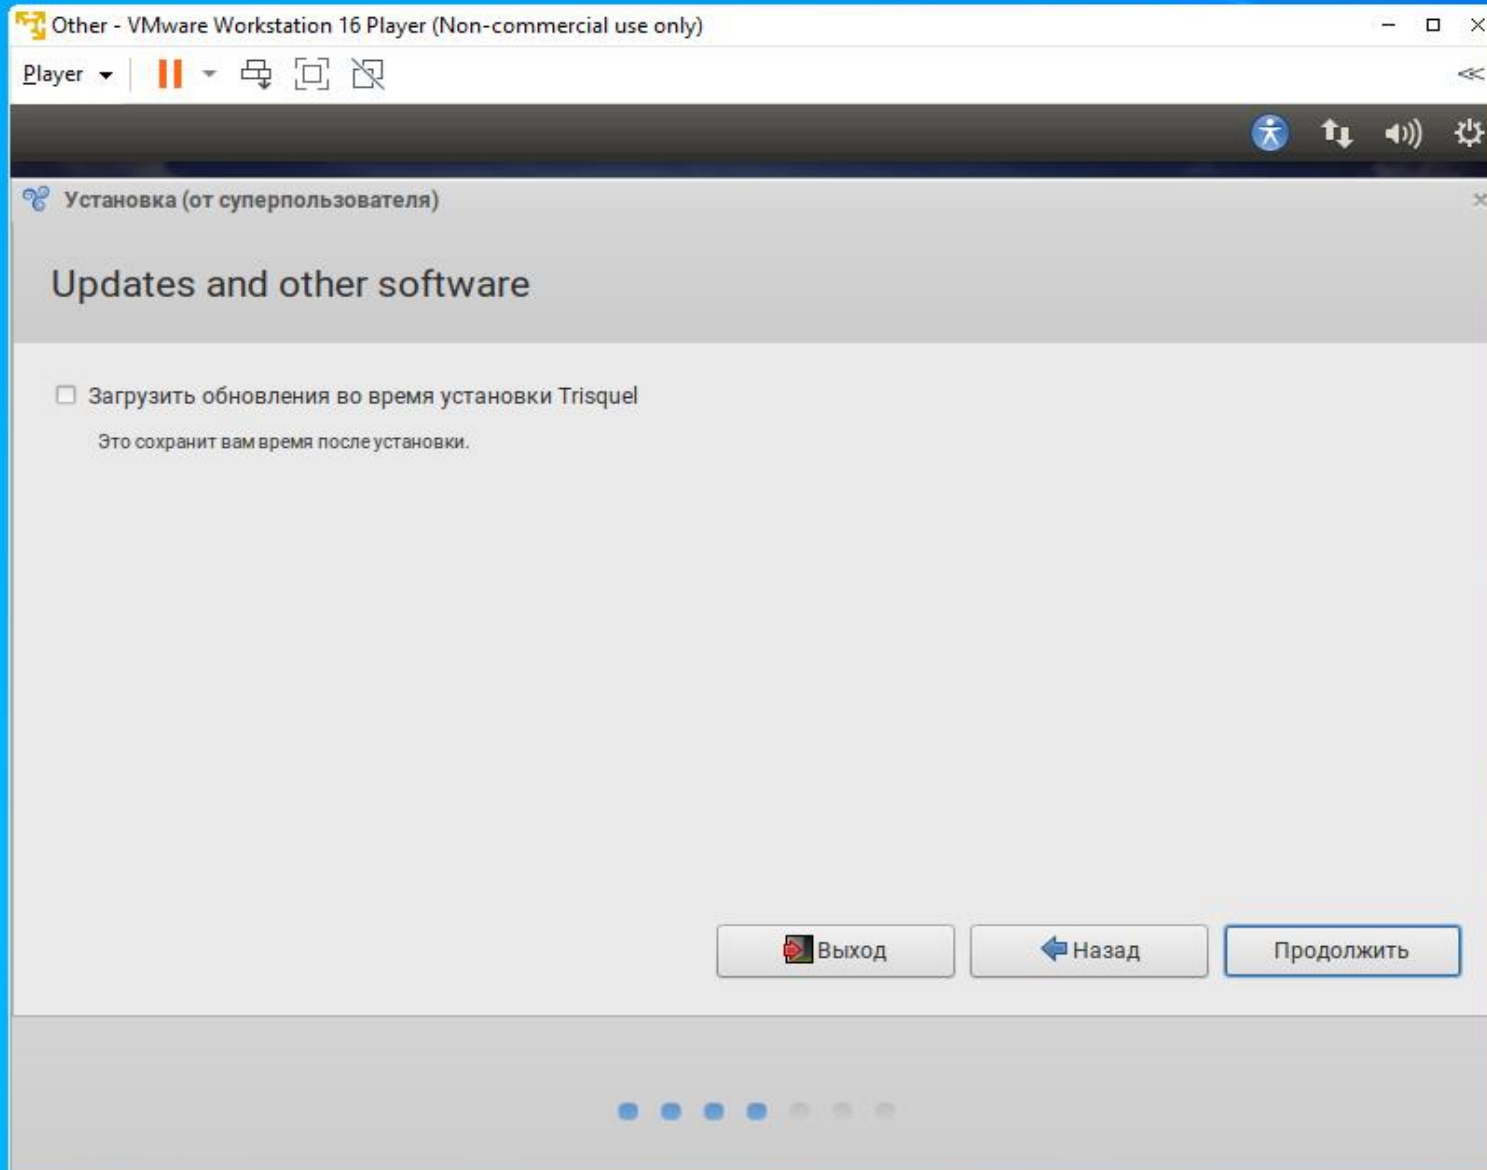 Other - VMware Workstation 16 Player (Non-commercial use only)
Player
Установка (от суперпользователя)
Updates and other software
Загрузить обновления во время установки Trisquel
Это сохранит вам время после установки.
Выход
Назад
Продолжить